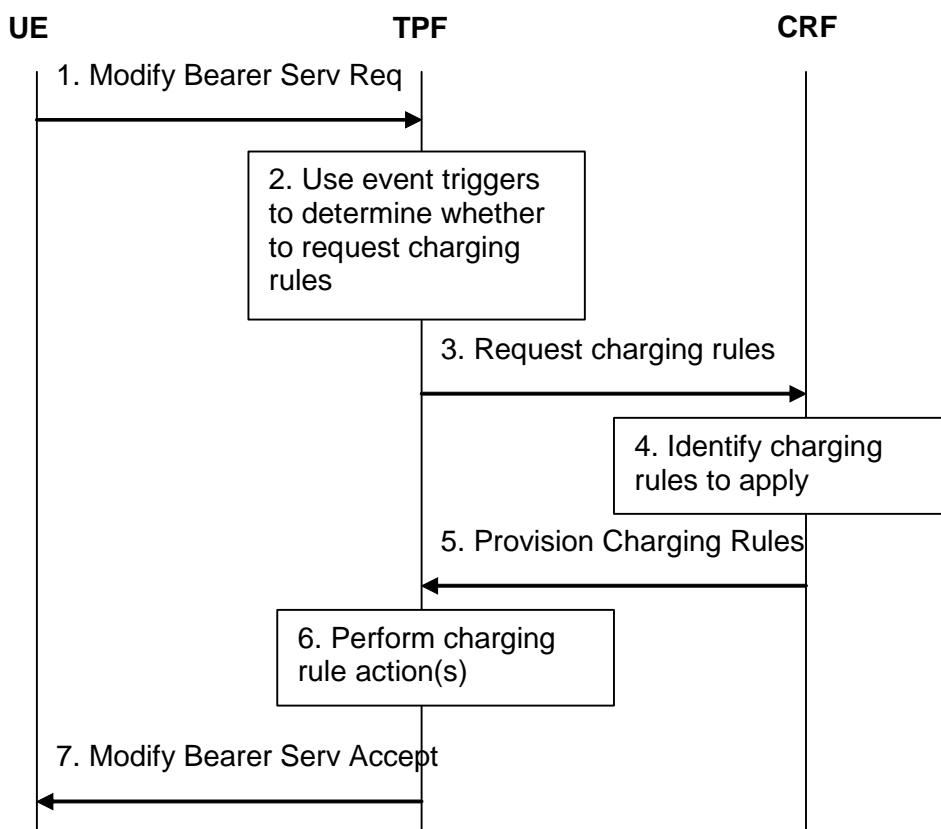 UE TPF CRF
1. Modify Bearer Serv Req
2. Use event triggers
to determine whether
to request charging
rules
3. Request charging rules
4. Identify charging
rules to apply
5. Provision Charging Rules
6. Perform charging
rule action(s)
7. Modify Bearer Serv Accept